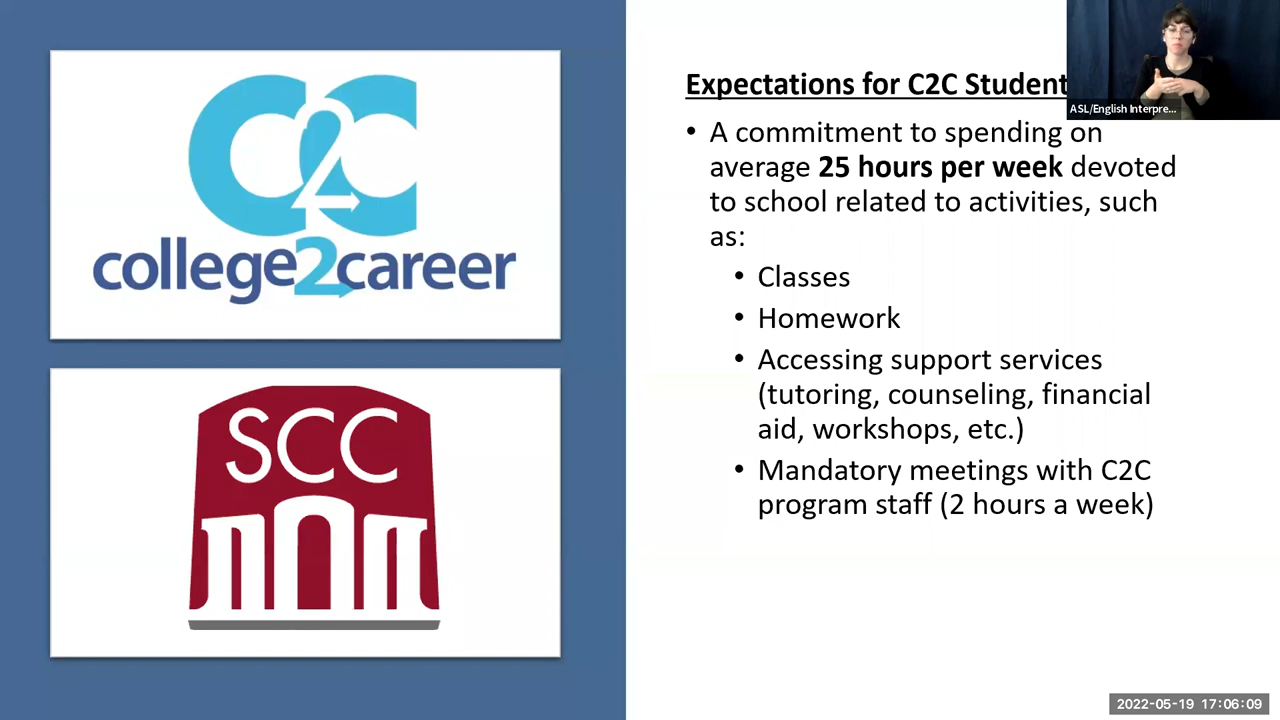 C2C
college2career
SCC
Expectations for C2C Student
ASL/English Interpre...
• A commitment to spending on
average 25 hours per week devoted
to school related to activities, such
as:
• Classes
• Homework
• Accessing support services
(tutoring, counseling, financial
aid, workshops, etc.)
• Mandatory meetings with C2C
program staff (2 hours a week)
2022-05-19 17:06:09